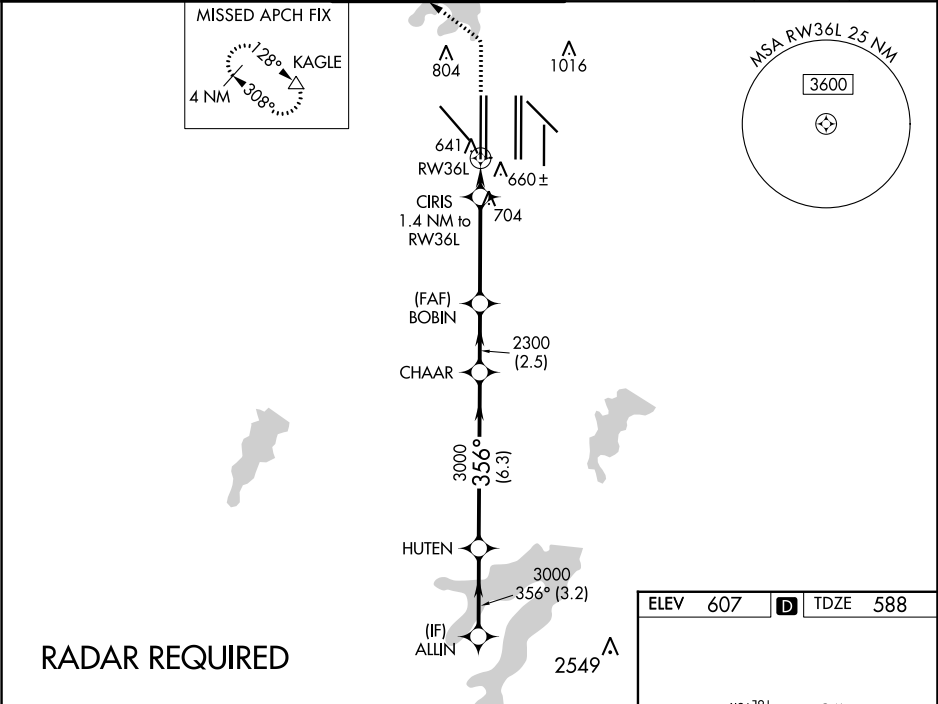 MISSED APCH FIX
128°
KAGLE
4 NM
308°
804
1016
MSA RW36L 25 NM
3600
641
RW36L
660 ±
CIRIS
1.4 NM to
RW36L
704
(FAF)
BOBIN
2300
(2.5)
CHAAR
3000
356°
(6.3)
HUTEN
3000
356° (3.2)
(IF)
ALLIN
2549
RADAR REQUIRED
ELEV 607 D TDZE 588